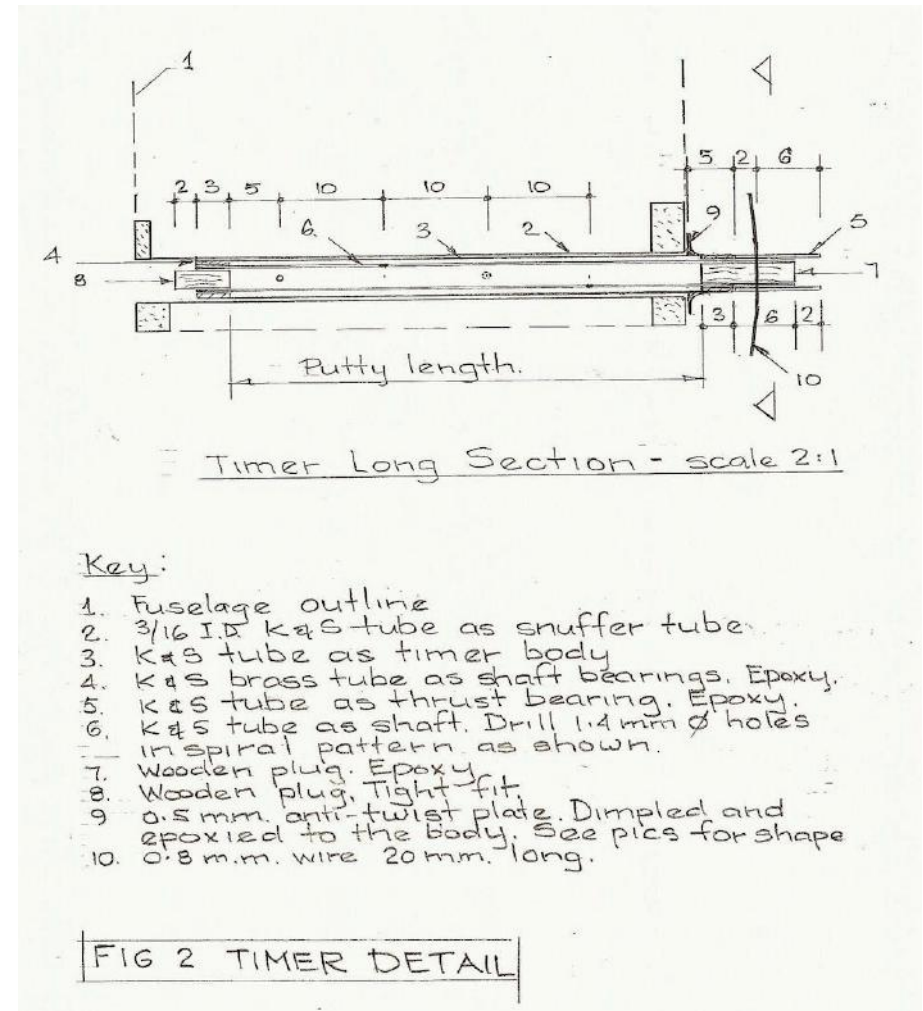 1
5 2 6
2 3 5 10 10 10
9
6 3 2 5
4
8 7
3 6 2
Putty length.
10
Timer Long Section - scale 2:1
Key:
1. Fuselage outline
2. 3/16 I.D. K&S tube as snuffer tube
3. K&S tube as timer body
4. K&S brass tube as shaft bearings. Epoxy.
5. K&S tube as thrust bearing. Epoxy.
6. K&S tube as shaft. Drill 1.4 mm Ø holes
in spiral pattern as shown.
7. Wooden plug. Epoxy
8. Wooden plug. Tight fit.
9 0.5 mm. anti-twist plate. Dimpled and
epoxied to the body. See pics for shape
10. 0.8 m.m. wire 20 mm. long.
FIG 2 TIMER DETAIL